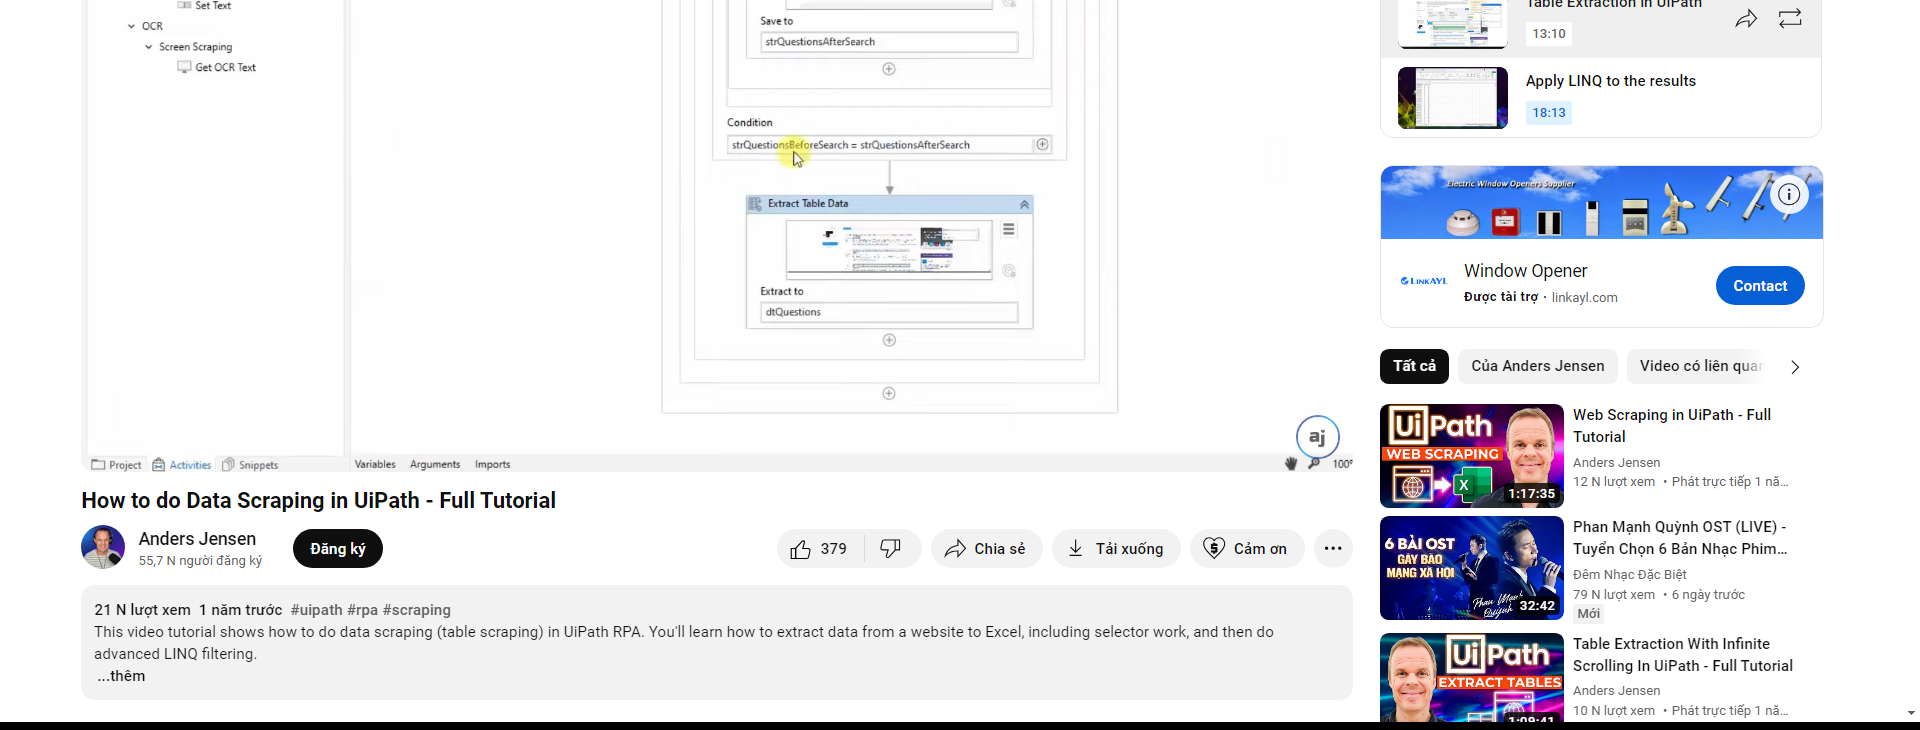 Set Text
OCR
Screen Scraping
Get OCR Text
Save to
strQuestionsAfterSearch
Condition
strQuestionsBeforeSearch = strQuestionsAfterSearch
Extract Table Data
Extract to
dtQuestions
aj
Project
Activities
Snippets
Variables
Arguments
Imports
100%
How to do Data Scraping in UiPath - Full Tutorial
Anders Jensen
55,7 N người đăng ký
Đăng ký
379
Chia sẻ
Tải xuống
Cảm ơn
21 N lượt xem 1 năm trước #uipath #rpa #scraping
This video tutorial shows how to do data scraping (table scraping) in UiPath RPA. You'll learn how to extract data from a website to Excel, including selector work, and then do
advanced LINQ filtering.
...thêm
Table Extraction in UiPath
13:10
Apply LINQ to the results
18:13
Electric Window Openers Supplier
LINKAYL
Window Opener
Được tài trợ · linkayl.com
Contact
Tất cả
Của Anders Jensen
Video có liên quan
UiPath
WEB SCRAPING
X
1:17:35
Web Scraping in UiPath - Full
Tutorial
Anders Jensen
12 N lượt xem • Phát trực tiếp 1 nă...
6 BÀI OST
GÂY BÃO
MẠNG XÃ HỘI
Phan Mạnh
Quỳnh
32:42
Phan Mạnh Quỳnh OST (LIVE) -
Tuyển Chọn 6 Bản Nhạc Phim...
Đêm Nhạc Đặc Biệt
79 N lượt xem • 6 ngày trước
Mới
UiPath
EXTRACT TABLES
1:09:41
Table Extraction With Infinite
Scrolling In UiPath - Full Tutorial
Anders Jensen
10 N lượt xem • Phát trực tiếp 1 nă...